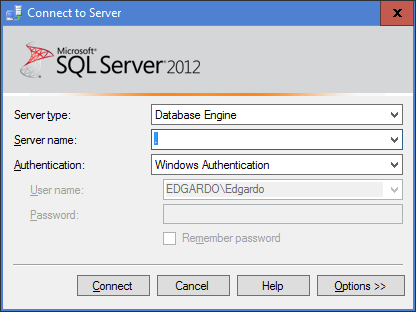 Connect to Server
x
Microsoft®
SQL Server® 2012
Server type: Database Engine
Server name: .
Authentication: Windows Authentication
User name: EDGARDO\Edgardo
Password:
Remember password
Connect Cancel Help Options >>